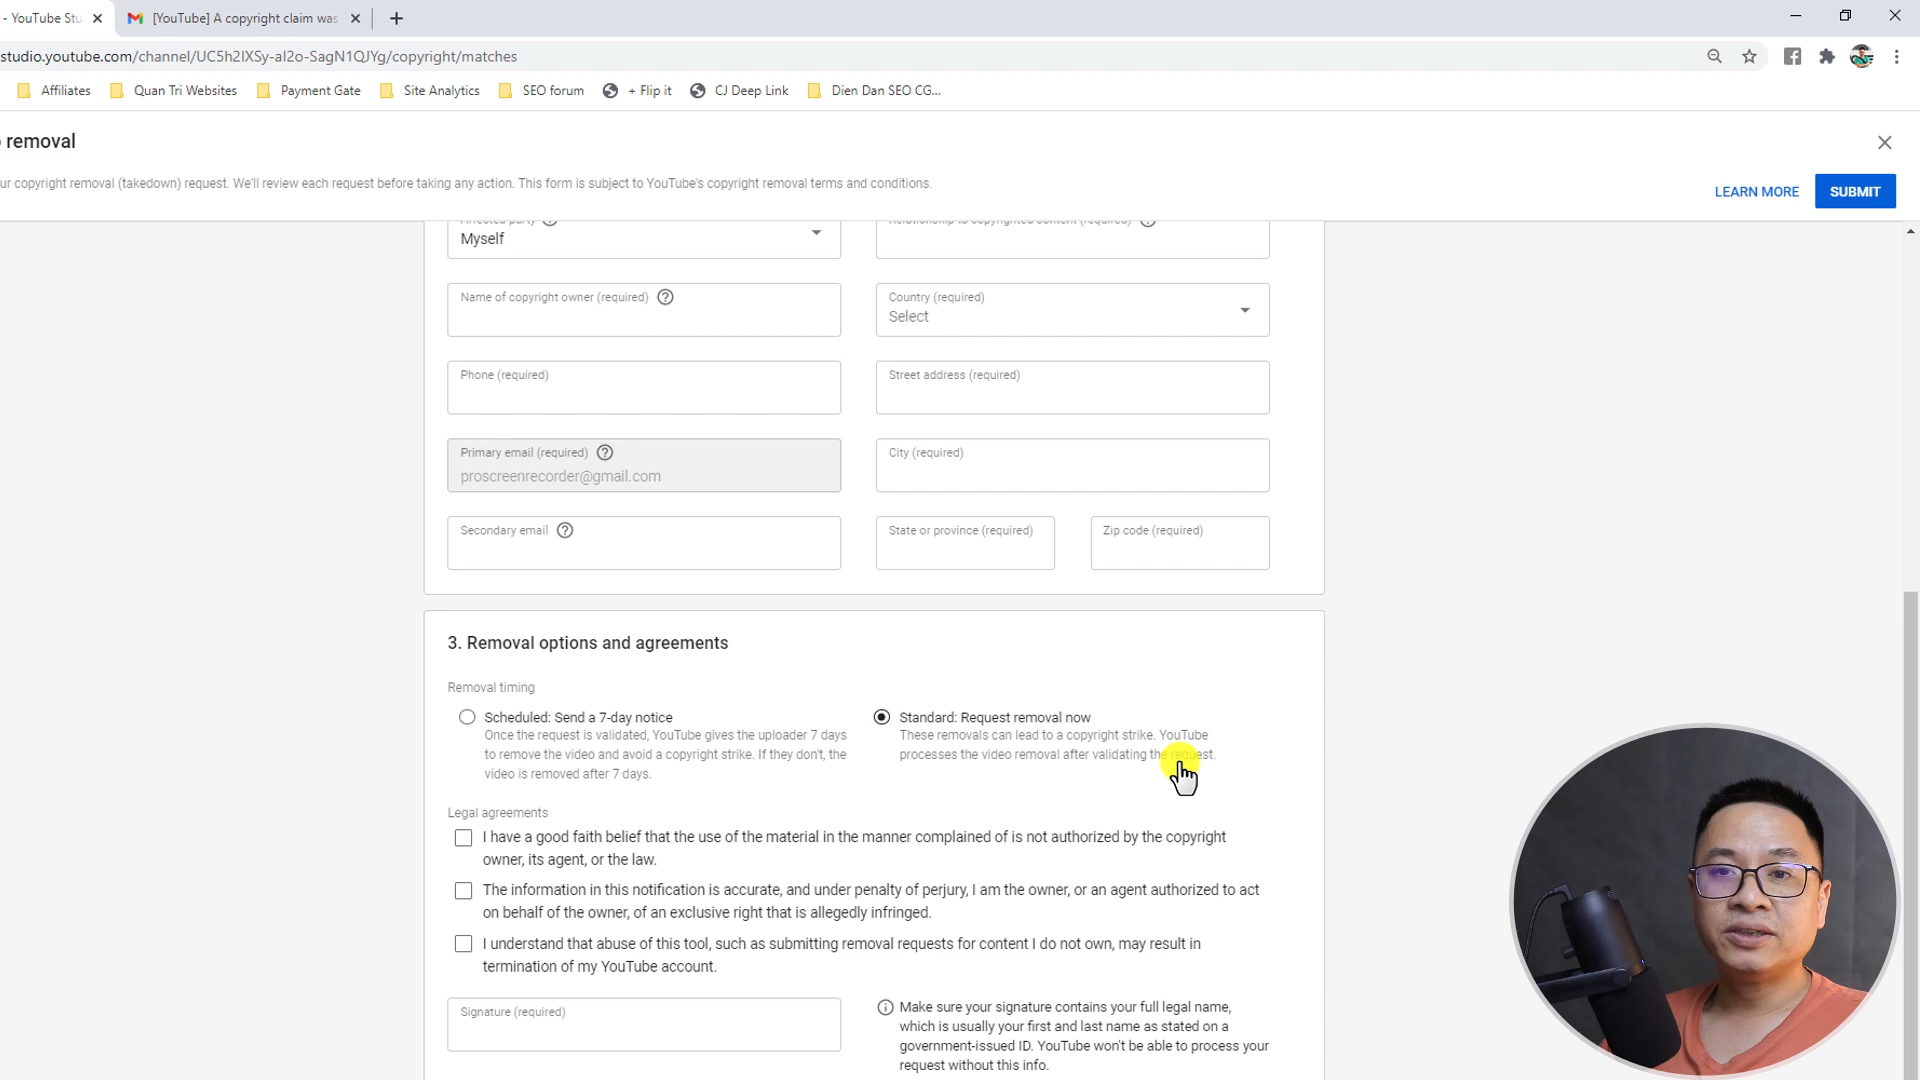 - YouTube Stu
[YouTube] A copyright claim was
studio.youtube.com/channel/UC5h2IXSy-aI2o-SagN1QJYg/copyright/matches
Affiliates
Quan Tri Websites
Payment Gate
Site Analytics
SEO forum
+ Flip it
CJ Deep Link
Dien Dan SEO CG...
removal
ur copyright removal (takedown) request. We'll review each request before taking any action. This form is subject to YouTube's copyright removal terms and conditions.
LEARN MORE
SUBMIT
Affected party
Myself
Relationship to copyrighted content (required)
Name of copyright owner (required)
Country (required)
Select
Phone (required)
Street address (required)
Primary email (required)
proscreenrecorder@gmail.com
City (required)
Secondary email
State or province (required)
Zip code (required)
3. Removal options and agreements
Removal timing
Scheduled: Send a 7-day notice
Once the request is validated, YouTube gives the uploader 7 days
to remove the video and avoid a copyright strike. If they don't, the
video is removed after 7 days.
Standard: Request removal now
These removals can lead to a copyright strike. YouTube
processes the video removal after validating the request.
Legal agreements
I have a good faith belief that the use of the material in the manner complained of is not authorized by the copyright
owner, its agent, or the law.
The information in this notification is accurate, and under penalty of perjury, I am the owner, or an agent authorized to act
on behalf of the owner, of an exclusive right that is allegedly infringed.
I understand that abuse of this tool, such as submitting removal requests for content I do not own, may result in
termination of my YouTube account.
Signature (required)
Make sure your signature contains your full legal name,
which is usually your first and last name as stated on a
government-issued ID. YouTube won't be able to process your
request without this info.